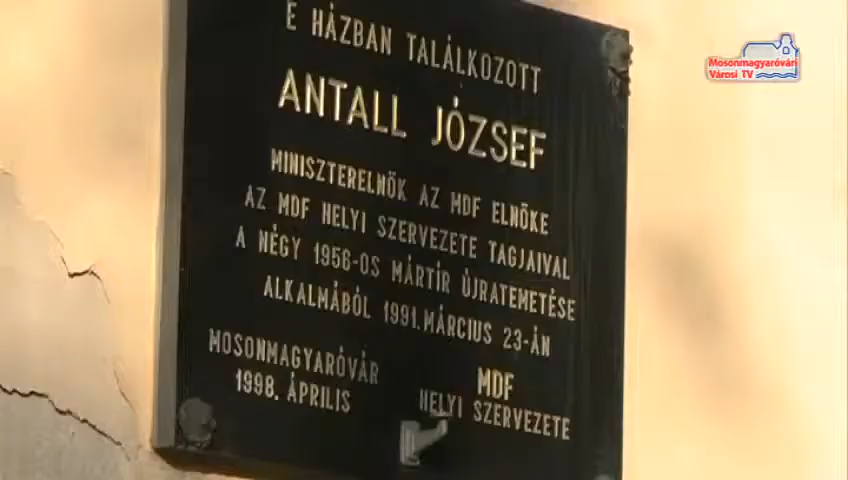 E HÁZBAN TALÁLKOZOTT
ANTALL JÓZSEF
MINISZTERELNÖK AZ MDF ELNÖKE
AZ MDF HELYI SZERVEZETE TAGJAIVAL
A NÉGY 1956-OS MÁRTÍR ÚJRATEMETÉSE
ALKALMÁBÓL 1991. MÁRCIUS 23-ÁN
MOSONMAGYARÓVÁR
1998. ÁPRILIS
MDF
HELYI SZERVEZETE
Mosonmagyaróvári
Városi TV